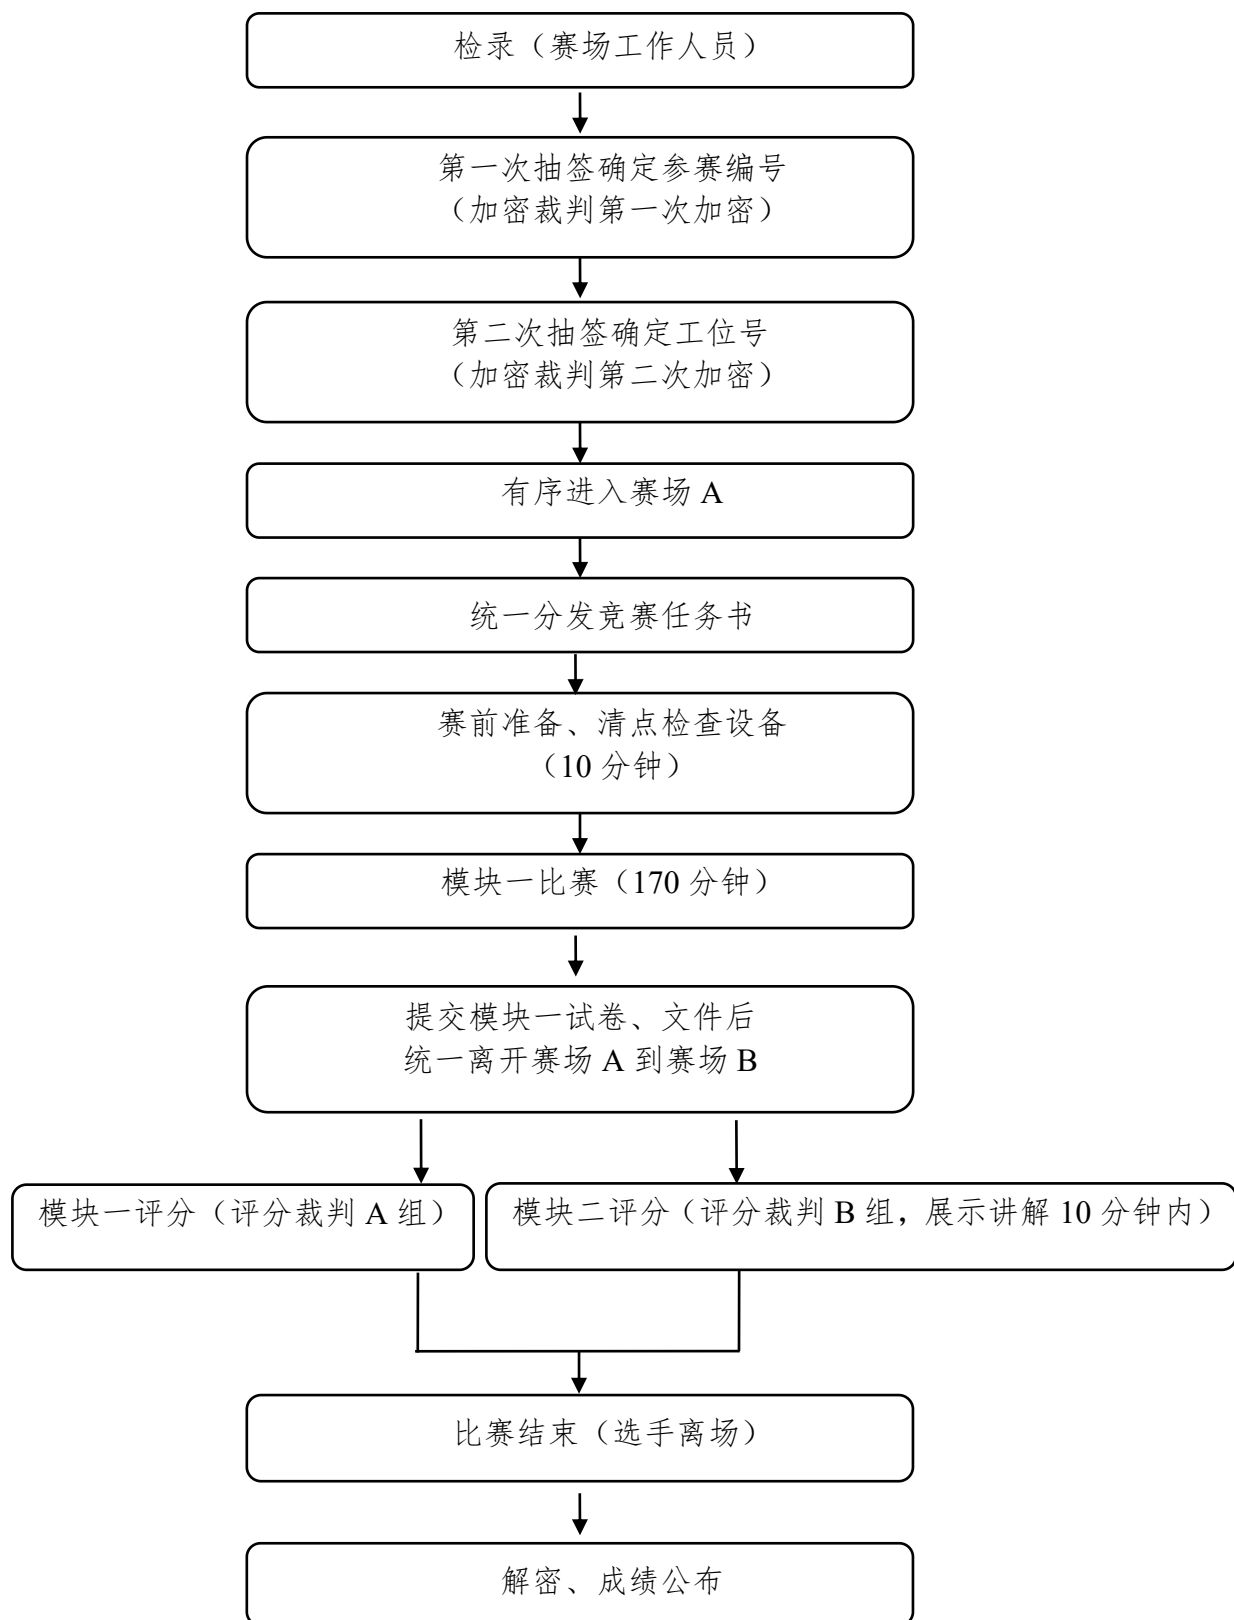 检录（赛场工作人员）
第一次抽签确定参赛编号
（加密裁判第一次加密）
第二次抽签确定工位号
（加密裁判第二次加密）
有序进入赛场 A
统一分发竞赛任务书
赛前准备、清点检查设备
（10 分钟）
模块一比赛（170 分钟）
提交模块一试卷、文件后
统一离开赛场 A 到赛场 B
模块一评分（评分裁判 A 组）
模块二评分（评分裁判 B 组，展示讲解 10 分钟内）
比赛结束（选手离场）
解密、成绩公布